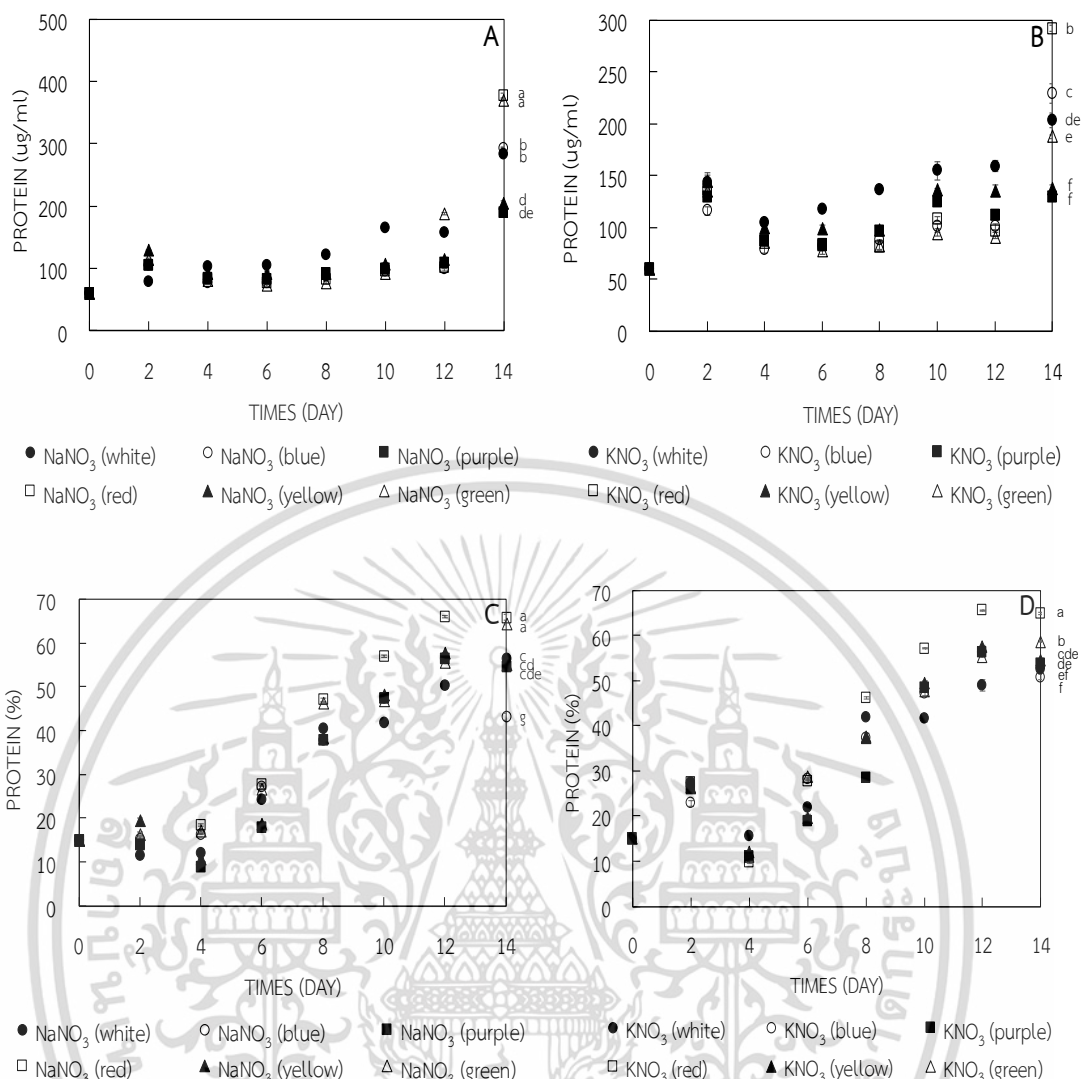 A
PROTEIN (ug/ml)
500
400
300
200
100
0
a
a
b
b
d
de
0 2 4 6 8 10 12 14
TIMES (DAY)
● NaNO3 (white) ○ NaNO3 (blue) ■ NaNO3 (purple)
□ NaNO3 (red) ▲ NaNO3 (yellow) △ NaNO3 (green)
B
PROTEIN (ug/ml)
300
250
200
150
100
50
0
b
c
de
e
f
f
0 2 4 6 8 10 12 14
TIMES (DAY)
● KNO3 (white) ○ KNO3 (blue) ■ KNO3 (purple)
□ KNO3 (red) ▲ KNO3 (yellow) △ KNO3 (green)
C
PROTEIN (%)
70
60
50
40
30
20
10
0
a
a
c
cd
cde
g
0 2 4 6 8 10 12 14
TIMES (DAY)
● NaNO3 (white) ○ NaNO3 (blue) ■ NaNO3 (purple)
□ NaNO3 (red) ▲ NaNO3 (yellow) △ NaNO3 (green)
D
PROTEIN (%)
70
60
50
40
30
20
10
0
a
b
cde
ef
f
0 2 4 6 8 10 12 14
TIMES (DAY)
● KNO3 (white) ○ KNO3 (blue) ■ KNO3 (purple)
□ KNO3 (red) ▲ KNO3 (yellow) △ KNO3 (green)